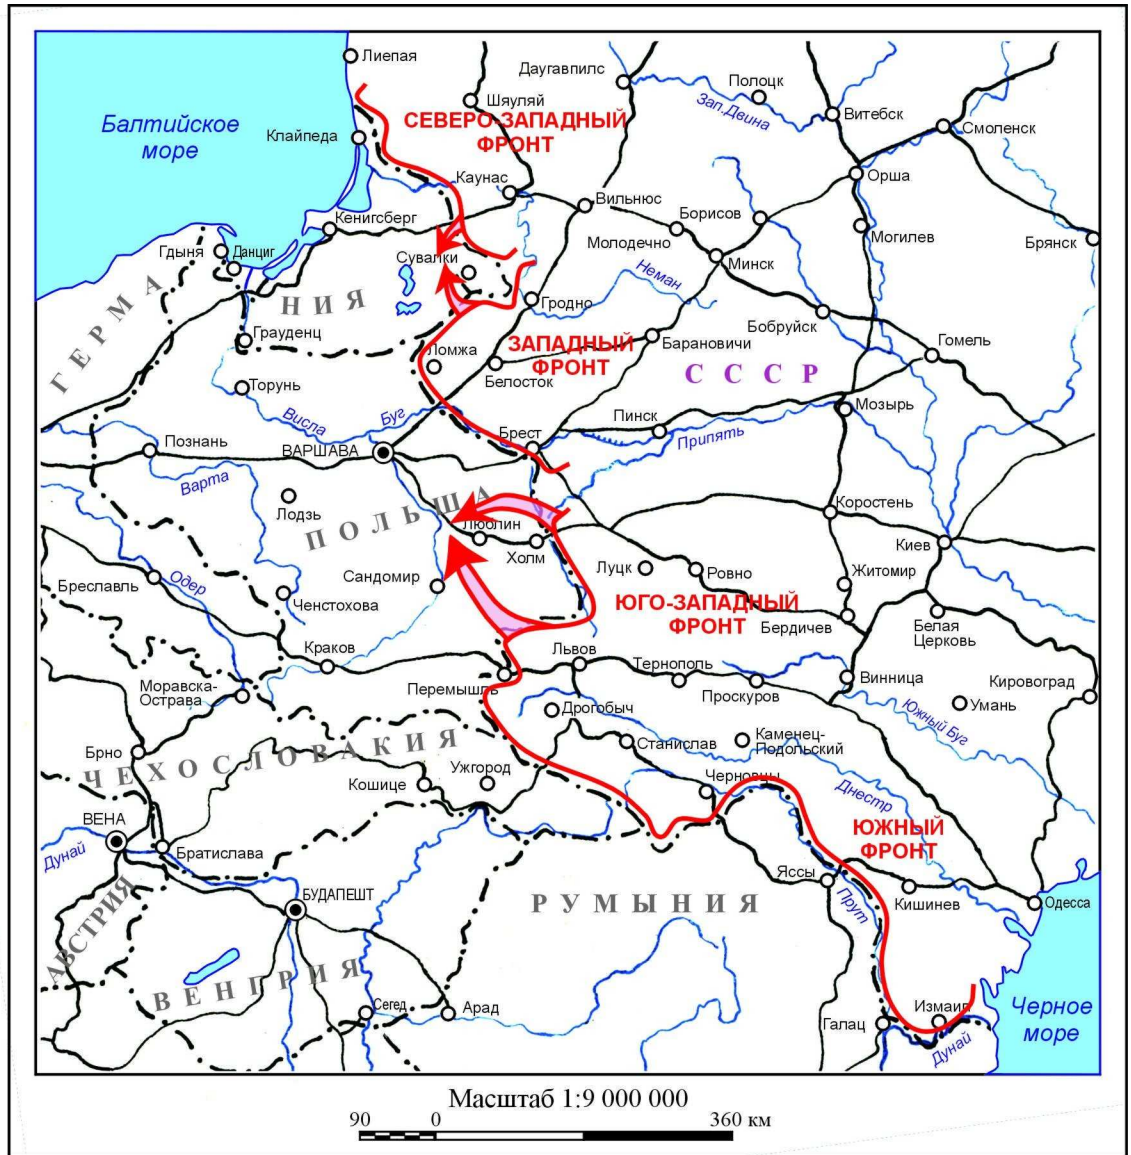 Лиепая
Даугавпилс
Полоцк
Шяуляй
Зап.Двина
Витебск
Смоленск
Балтийское
море
СЕВЕРО-ЗАПАДНЫЙ
ФРОНТ
Клайпеда
Каунас
Орша
Вильнюс
Борисов
Кенигсберг
Молодечно
Могилев
Брянск
Гдыня
Данциг
Сувалки
Минск
Неман
ГЕРМА
НИЯ
Гродно
Бобруйск
Грауденц
Ломжа
ЗАПАДНЫЙ
ФРОНТ
Барановичи
Гомель
Белосток
СССР
Торунь
Висла
Буг
Пинск
Мозырь
Познань
ВАРШАВА
Брест
Припять
Варта
Лодзь
ПОЛЬША
Коростень
Люблин
Холм
Киев
Бреславль
Одер
Сандомир
Луцк
Ровно
Житомир
Ченстохова
ЮГО-ЗАПАДНЫЙ
ФРОНТ
Бердичев
Белая
Церковь
Краков
Львов
Тернополь
Моравска-
Острава
Перемышль
Проскуров
Винница
Кировоград
Умань
Дрогобыч
Южный Буг
Брно
ЧЕХОСЛОВАКИЯ
Станислав
Каменец-
Подольский
Кошице
Ужгород
Черновцы
Днестр
ВЕНА
Дунай
Братислава
ЮЖНЫЙ
ФРОНТ
АВСТРИЯ
БУДАПЕШТ
Яссы
Прут
Кишинев
Одесса
РУМЫНИЯ
ВЕНГРИЯ
Сегед
Арад
Галац
Измаил
Дунай
Черное
море
Масштаб 1:9 000 000
90 0 360 км